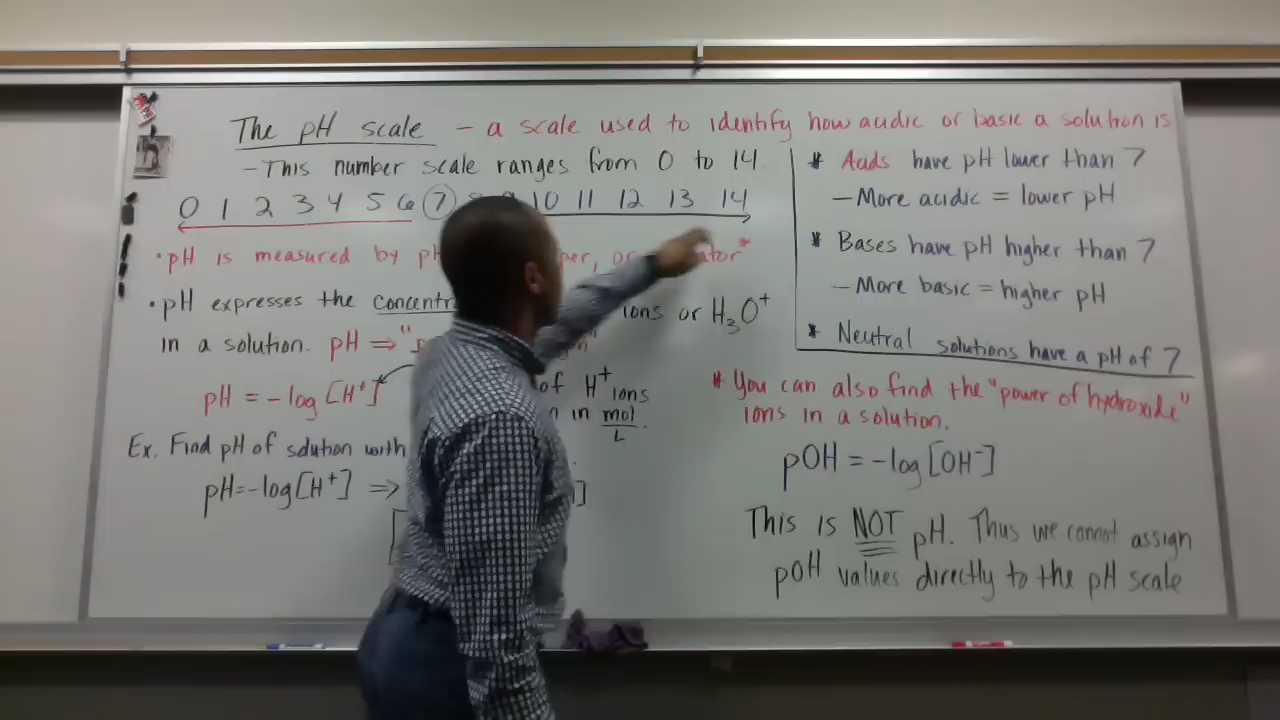 The pH scale – a scale used to identify how acidic or basic a solution is
– This number scale ranges from 0 to 14.
0 1 2 3 4 5 6 7 10 11 12 13 14
• pH is measured by pH or
• pH expresses the ions or H₃O⁺
in a solution. pH ⇒ "
pH = -log [H⁺] of H⁺ ions
in mol/L.
Ex. Find pH of solution with
pH=-log[H⁺] ⇒ ]
[
* Acids have pH lower than 7
– More acidic = lower pH
* Bases have pH higher than 7
– More basic = higher pH
* Neutral solutions have a pH of 7
* You can also find the "power of hydroxide"
ions in a solution.
pOH = -log [OH⁻]
This is NOT pH. Thus we cannot assign
pOH values directly to the pH scale